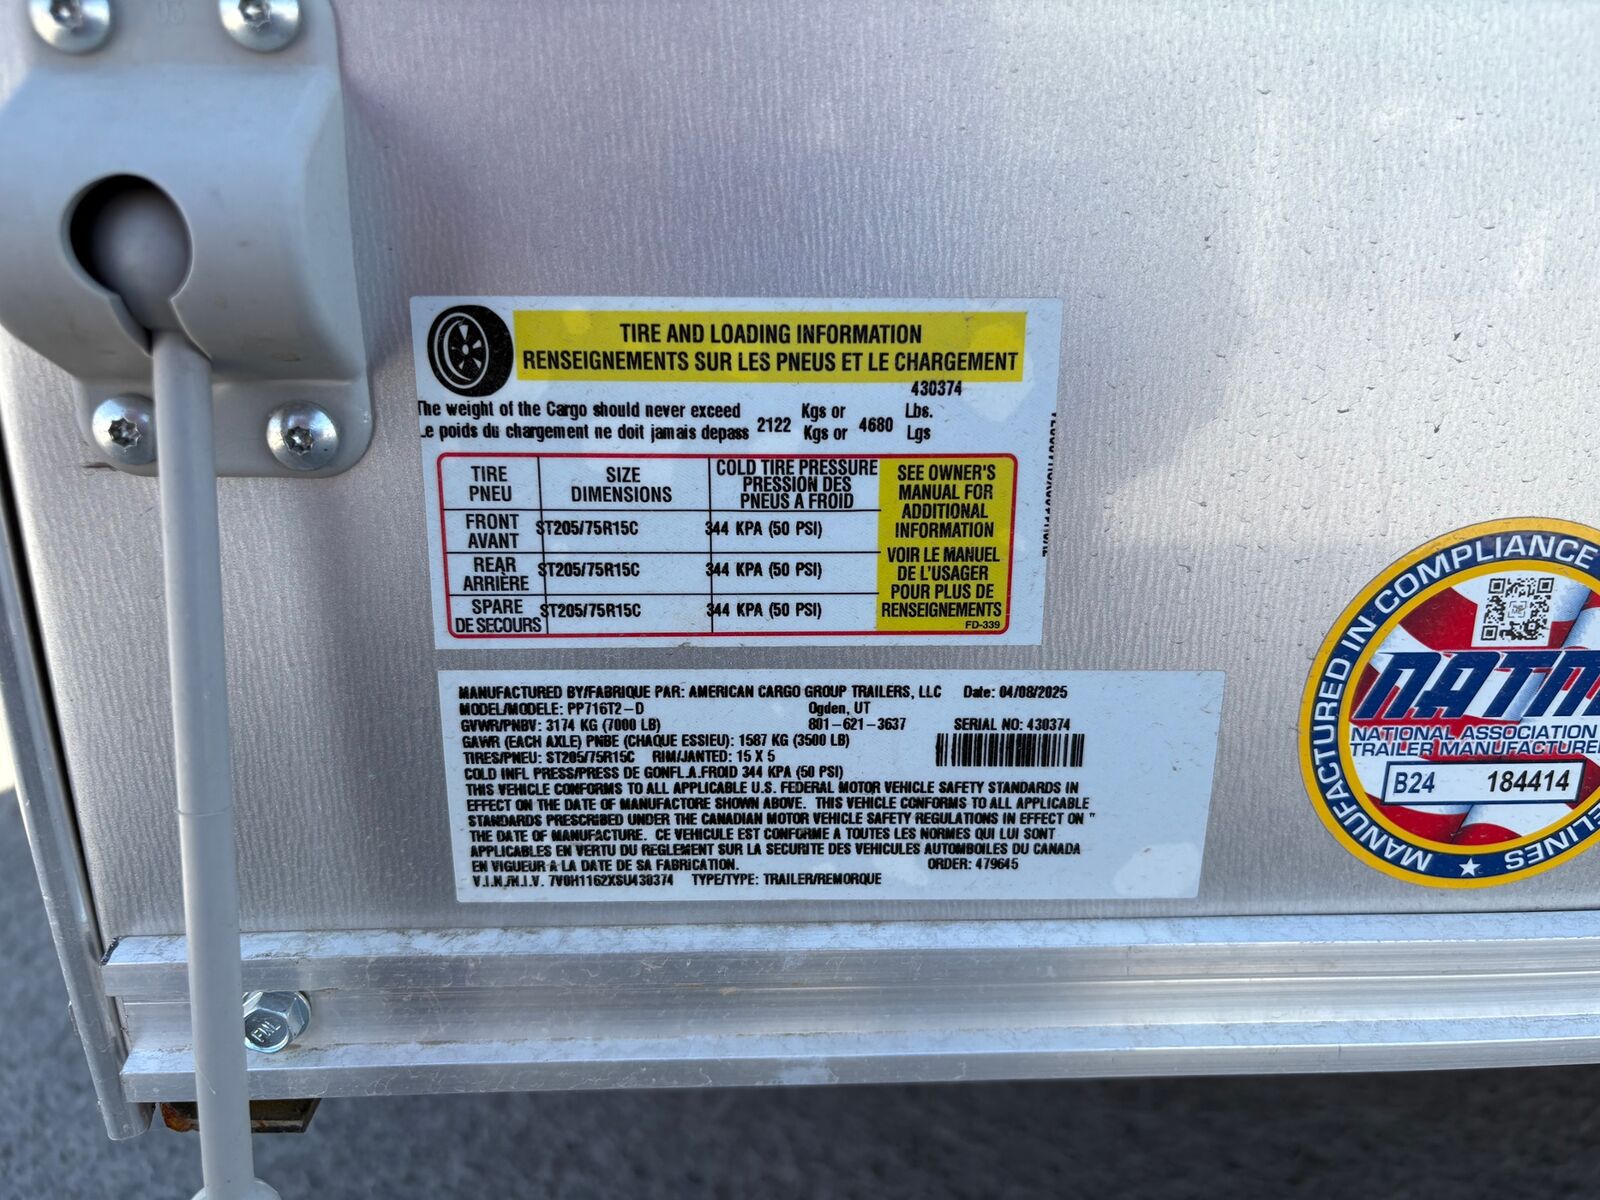 TIRE AND LOADING INFORMATION
RENSEIGNEMENTS SUR LES PNEUS ET LE CHARGEMENT
430374
The weight of the Cargo should never exceed 2122 Kgs or 4680 Lbs.
Le poids du chargement ne doit jamais depass Kgs or Lgs
TIRE PNEU
SIZE DIMENSIONS
COLD TIRE PRESSURE
PRESSION DES
PNEUS A FROID
FRONT AVANT ST205/75R15C 344 KPA (50 PSI)
REAR ARRIÈRE ST205/75R15C 344 KPA (50 PSI)
SPARE DE SECOURS ST205/75R15C 344 KPA (50 PSI)
SEE OWNER'S
MANUAL FOR
ADDITIONAL
INFORMATION
VOIR LE MANUEL
DE L'USAGER
POUR PLUS DE
RENSEIGNEMENTS
FD-339
MANUFACTURED BY/FABRIQUE PAR: AMERICAN CARGO GROUP TRAILERS, LLC Date: 04/08/2025
MODEL/MODELE: PP716T2-D Ogden, UT
GVWR/PNBV: 3174 KG (7000 LB) 801-621-3637 SERIAL NO: 430374
GAWR (EACH AXLE) PNBE (CHAQUE ESSIEU): 1587 KG (3500 LB)
TIRES/PNEU: ST205/75R15C RIM/JANTED: 15 X 5
COLD INFL PRESS/PRESS DE GONFL.A.FROID 344 KPA (50 PSI)
THIS VEHICLE CONFORMS TO ALL APPLICABLE U.S. FEDERAL MOTOR VEHICLE SAFETY STANDARDS IN
EFFECT ON THE DATE OF MANUFACTORE SHOWN ABOVE. THIS VEHICLE CONFORMS TO ALL APPLICABLE
STANDARDS PRESCRIBED UNDER THE CANADIAN MOTOR VEHICLE SAFETY REGULATIONS IN EFFECT ON "
THE DATE OF MANUFACTURE. CE VEHICULE EST CONFORME A TOUTES LES NORMES QUI LUI SONT
APPLICABLES EN VERTU DU REGLEMENT SUR LA SECURITE DES VEHICULES AUTOMBOILES DU CANADA
EN VIGUEUR A LA DATE DE SA FABRICATION. ORDER: 479645
V.I.N./N.I.V. 7V0H1162XSU430374 TYPE/TYPE: TRAILER/REMORQUE
MANUFACTURED IN COMPLIANCE
NATM
NATIONAL ASSOCIATION
TRAILER MANUFACTURE
B24 184414
ELINES
FNL